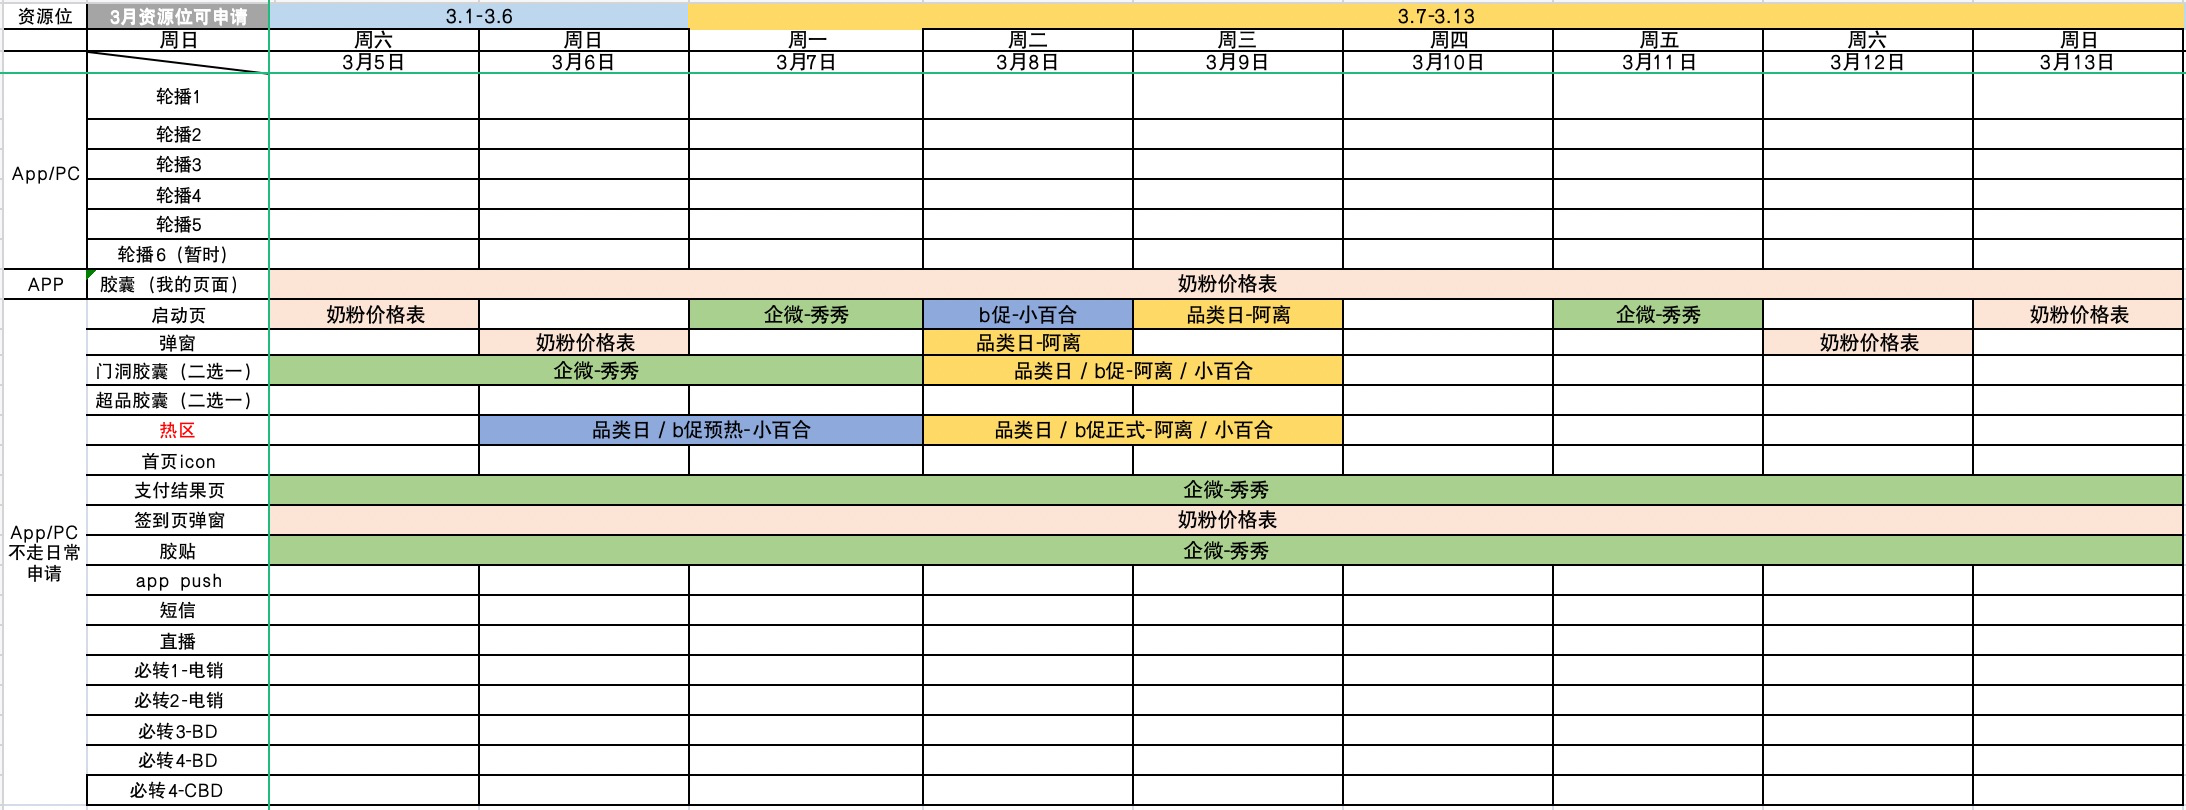 资源位 3月资源位可申请 3.1-3.6 3.7-3.13
周日 周六 周日 周一 周二 周三 周四 周五 周六 周日
3月5日 3月6日 3月7日 3月8日 3月9日 3月10日 3月11日 3月12日 3月13日
App/PC
轮播1
轮播2
轮播3
轮播4
轮播5
轮播6（暂时）
APP 胶囊（我的页面） 奶粉价格表
启动页 奶粉价格表 企微-秀秀 b促-小百合 品类日-阿离 企微-秀秀 奶粉价格表
弹窗 奶粉价格表 品类日-阿离 奶粉价格表
门洞胶囊（二选一） 企微-秀秀 品类日 / b促-阿离 / 小百合
超品胶囊（二选一）
热区 品类日 / b促预热-小百合 品类日 / b促正式-阿离 / 小百合
首页icon
支付结果页 企微-秀秀
签到页弹窗 奶粉价格表
App/PC
不走日常
申请
胶贴 企微-秀秀
app push
短信
直播
必转1-电销
必转2-电销
必转3-BD
必转4-BD
必转4-CBD